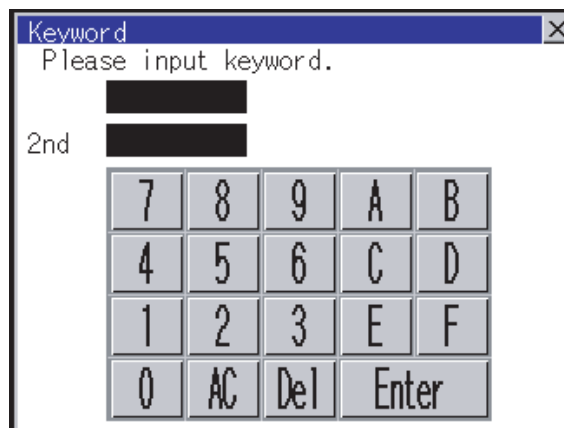 Keyword
Please input keyword.
2nd
7 8 9 A B
4 5 6 C D
1 2 3 E F
0 AC Del Enter